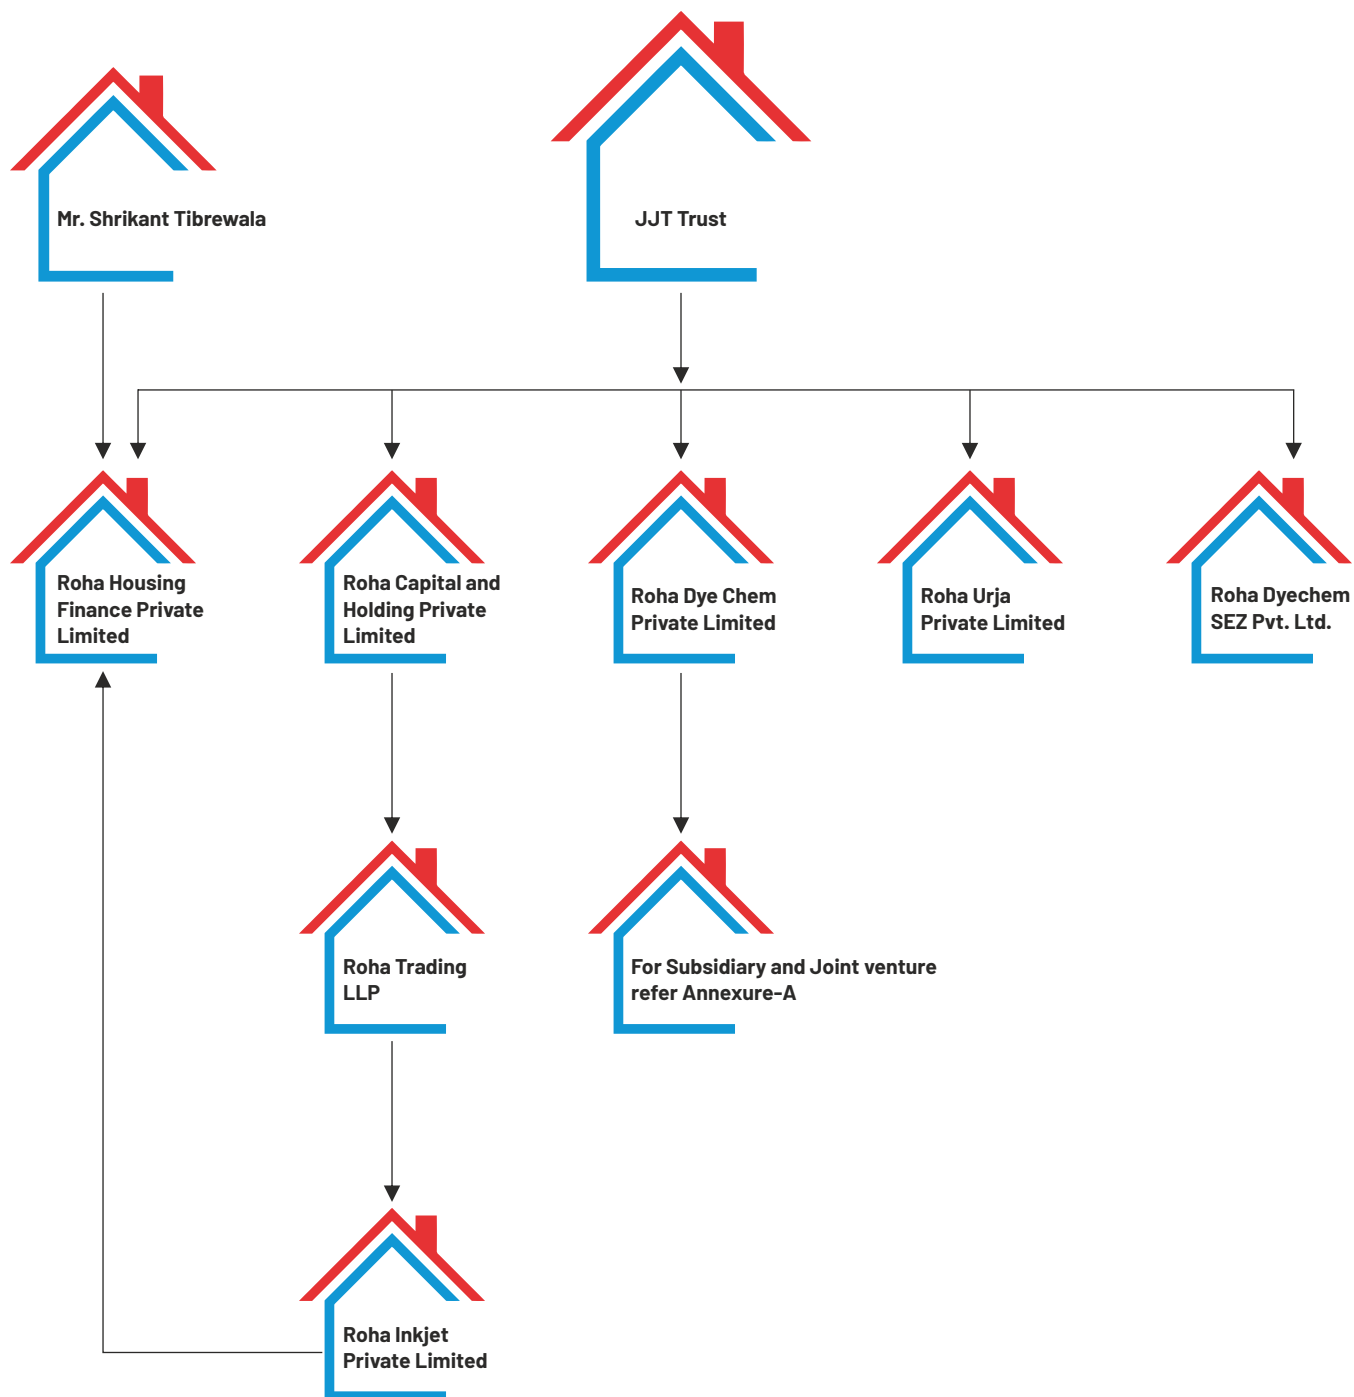 Mr. Shrikant Tibrewala
JJT Trust
Roha Housing
Finance Private
Limited
Roha Capital and
Holding Private
Limited
Roha Dye Chem
Private Limited
Roha Urja
Private Limited
Roha Dyechem
SEZ Pvt. Ltd.
Roha Trading
LLP
For Subsidiary and Joint venture
refer Annexure-A
Roha Inkjet
Private Limited